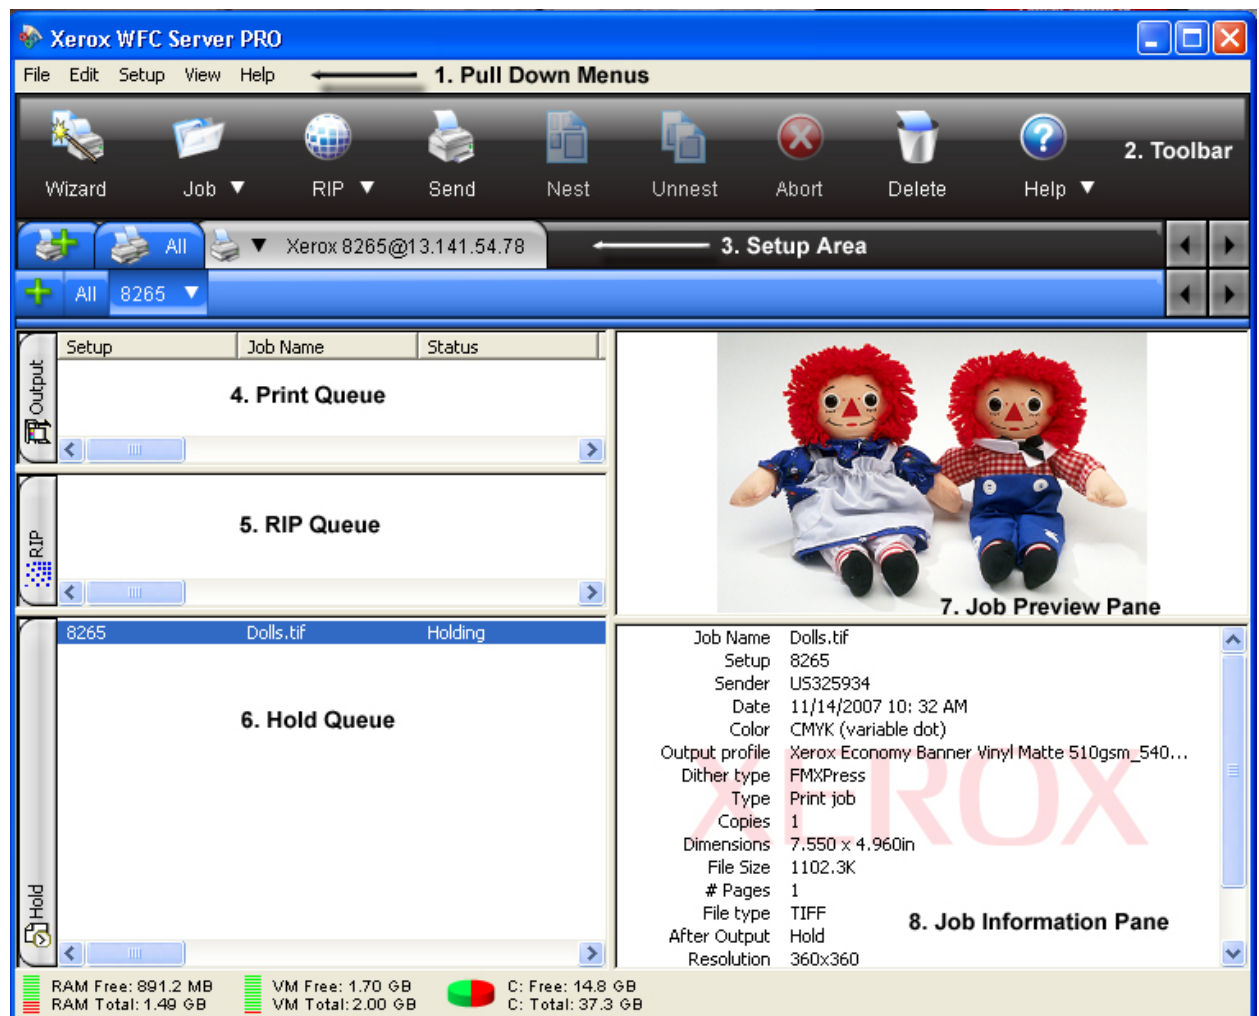 Xerox WFC Server PRO
File Edit Setup View Help 1. Pull Down Menus
Wizard Job RIP Send Nest Unnest Abort Delete Help 2. Toolbar
All Xerox 8265@13.141.54.78 3. Setup Area
All 8265
Output
Setup Job Name Status
4. Print Queue
RIP
5. RIP Queue
Hold
8265 Dolls.tif Holding
6. Hold Queue
7. Job Preview Pane
XEROX
Job Name Dolls.tif
Setup 8265
Sender US325934
Date 11/14/2007 10: 32 AM
Color CMYK (variable dot)
Output profile Xerox Economy Banner Vinyl Matte 510gsm_540...
Dither type FMXPress
Type Print job
Copies 1
Dimensions 7.550 x 4.960in
File Size 1102.3K
# Pages 1
File type TIFF
8. Job Information Pane
After Output Hold
Resolution 360x360
RAM Free: 891.2 MB VM Free: 1.70 GB C: Free: 14.8 GB
RAM Total: 1.49 GB VM Total: 2.00 GB C: Total: 37.3 GB